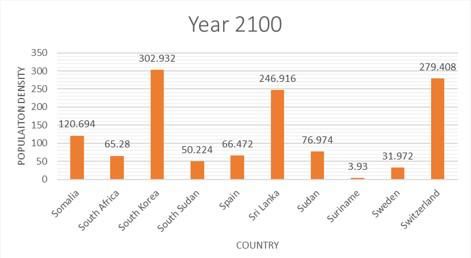 Year 2100
POPULAITON DENSITY
350
300
250
200
150
100
50
0
120.694
65.28
302.932
50.224
66.472
246.916
76.974
3.93
31.972
279.408
Somalia
South Africa
South Korea
South Sudan
Spain
Sri Lanka
Sudan
Suriname
Sweden
Switzerland
COUNTRY